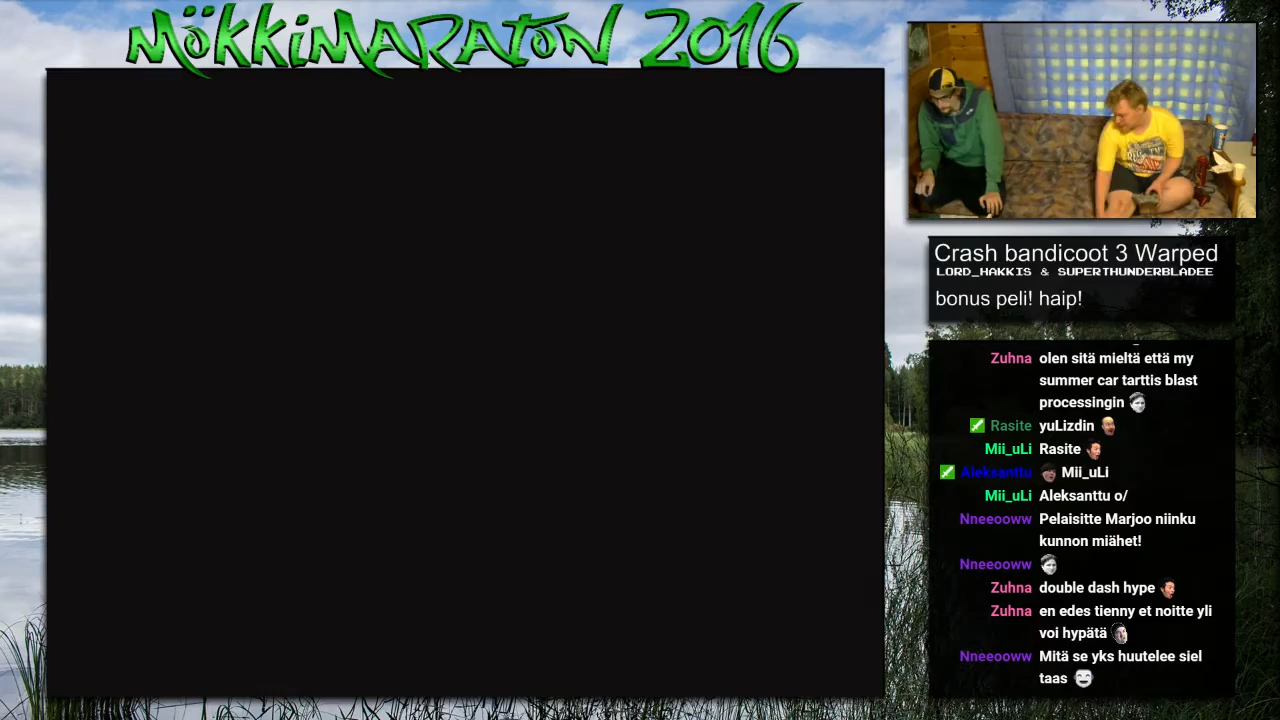 MÖKKIMARATON 2016
Crash bandicoot 3 Warped
LORD_HAKKIS & SUPERTHUNDERBLADEE
bonus peli! haip!
Zuhna olen sitä mieltä että my
summer car tarttis blast
processingin
Rasite yuLizdin
Mii_uLi Rasite
Aleksanttu Mii_uLi
Mii_uLi Aleksanttu o/
Nneeooww Pelaisitte Marjoo niinku
kunnon miähet!
Nneeooww
Zuhna double dash hype
Zuhna en edes tienny et noitte yli
voi hypätä
Nneeooww Mitä se yks huutelee siel
taas